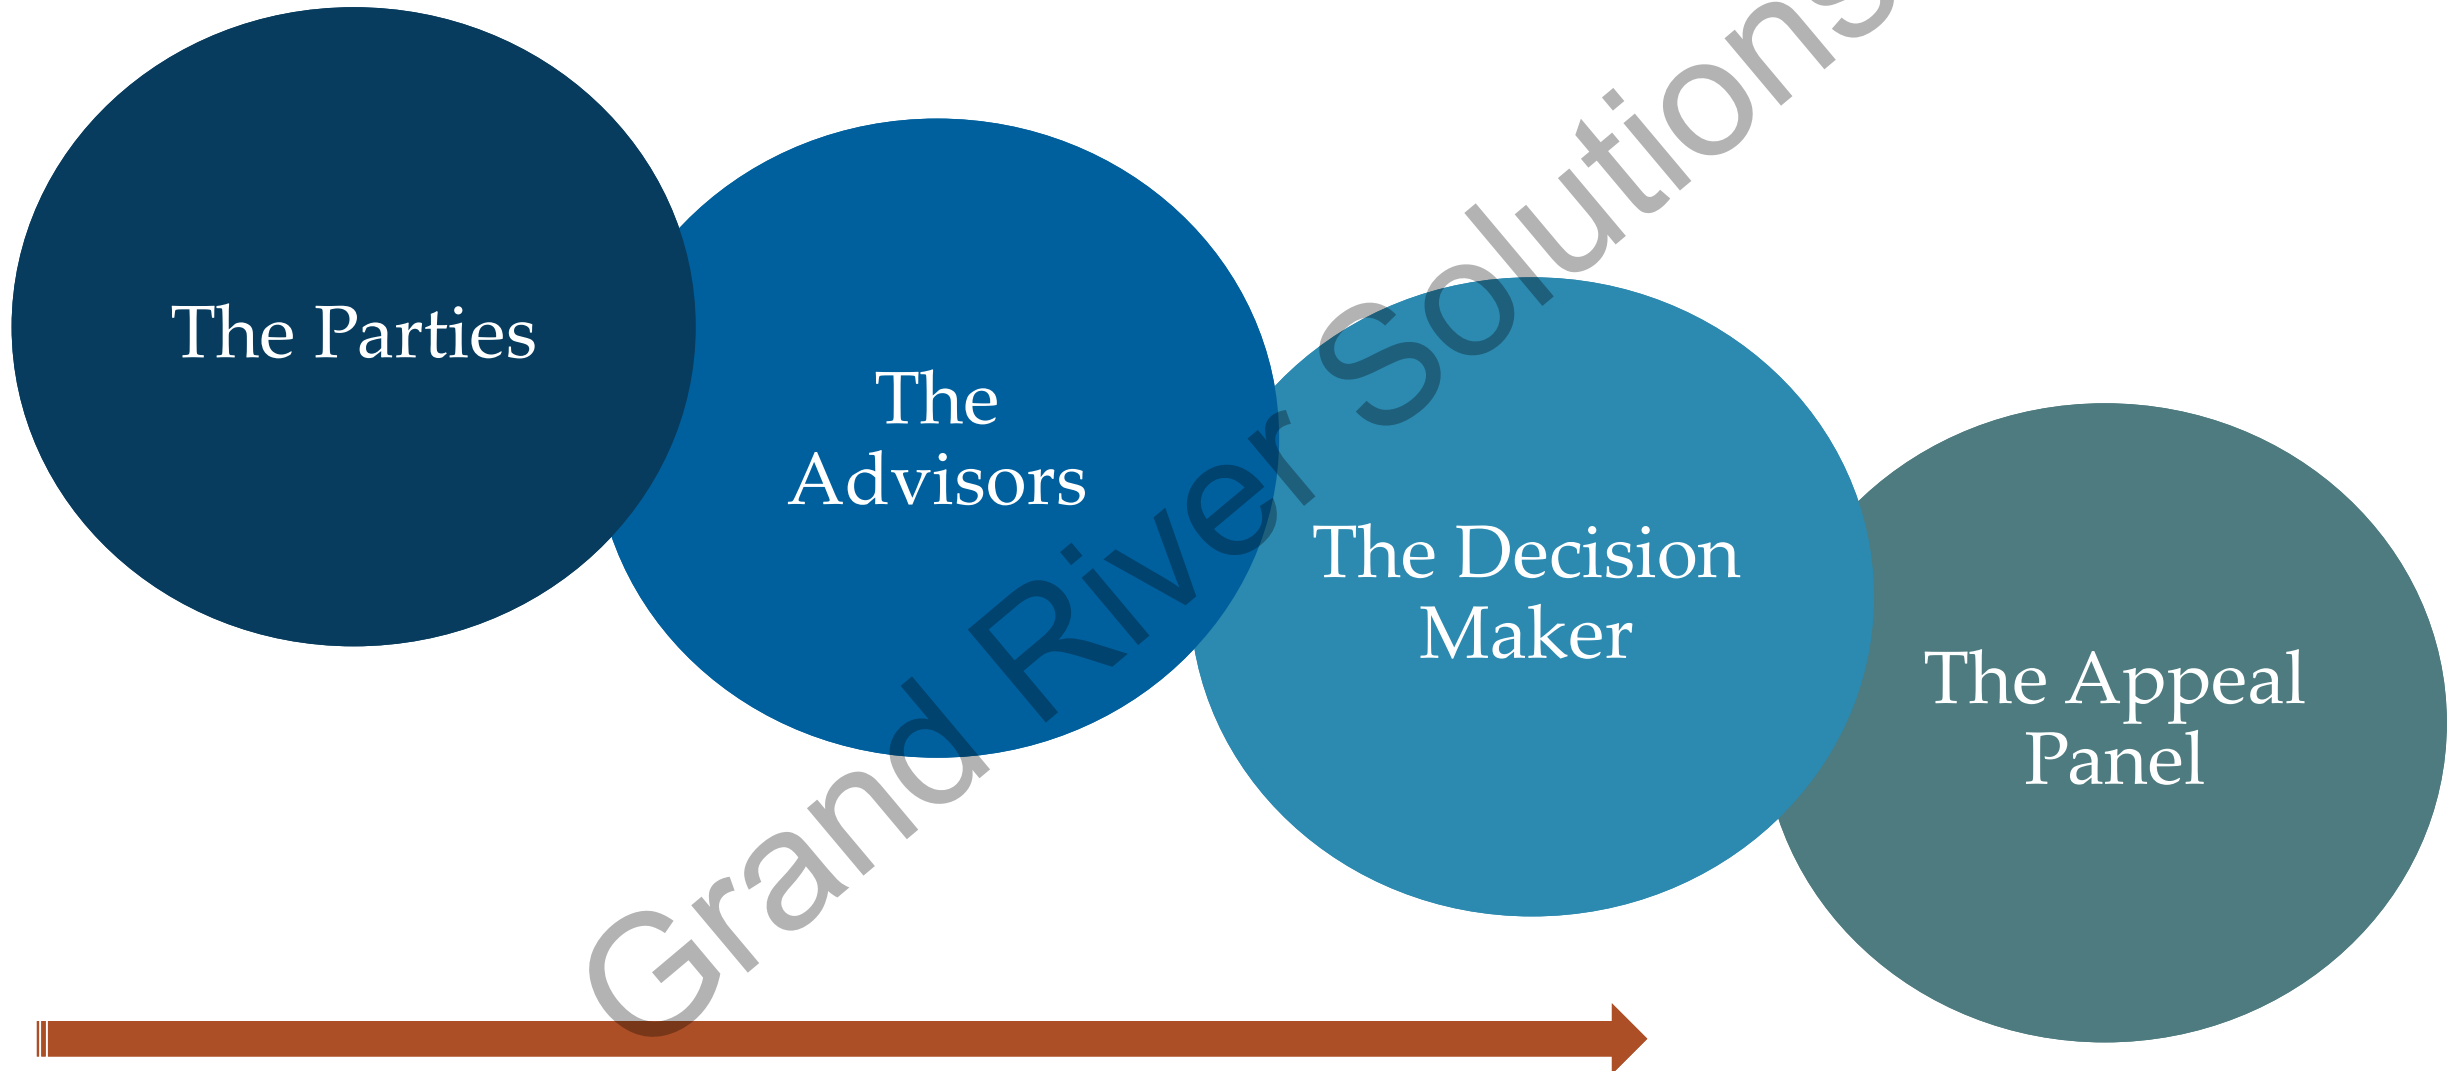 The Parties
The
Advisors
The Decision
Maker
The Appeal
Panel
Grand River Solutions